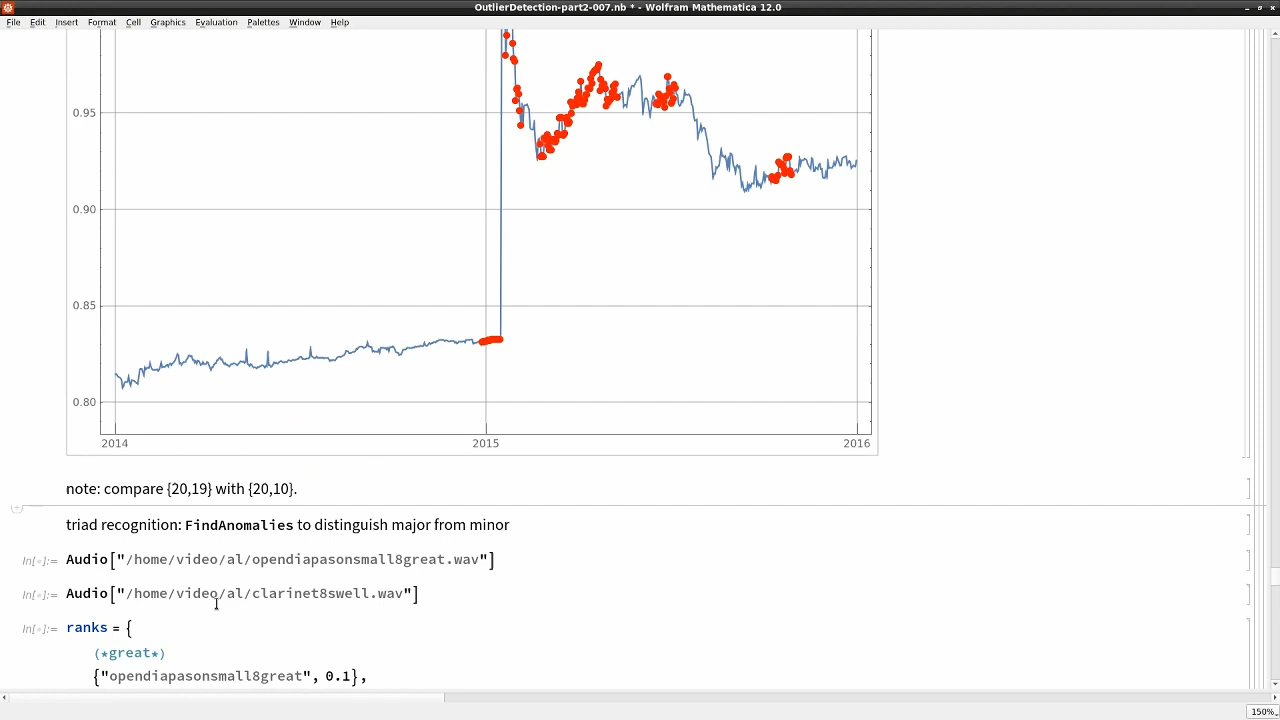 OutlierDetection-part2-007.nb * - Wolfram Mathematica 12.0
File Edit Insert Format Cell Graphics Evaluation Palettes Window Help
0.95
0.90
0.85
0.80
2014 2015 2016
note: compare {20,19} with {20,10}.
triad recognition: FindAnomalies to distinguish major from minor
In[•]:= Audio["/home/video/al/opendiapasonsmall8great.wav"]
In[•]:= Audio["/home/video/al/clarinet8swell.wav"]
In[•]:= ranks = {
(*great*)
{"opendiapasonsmall8great", 0.1},
150%